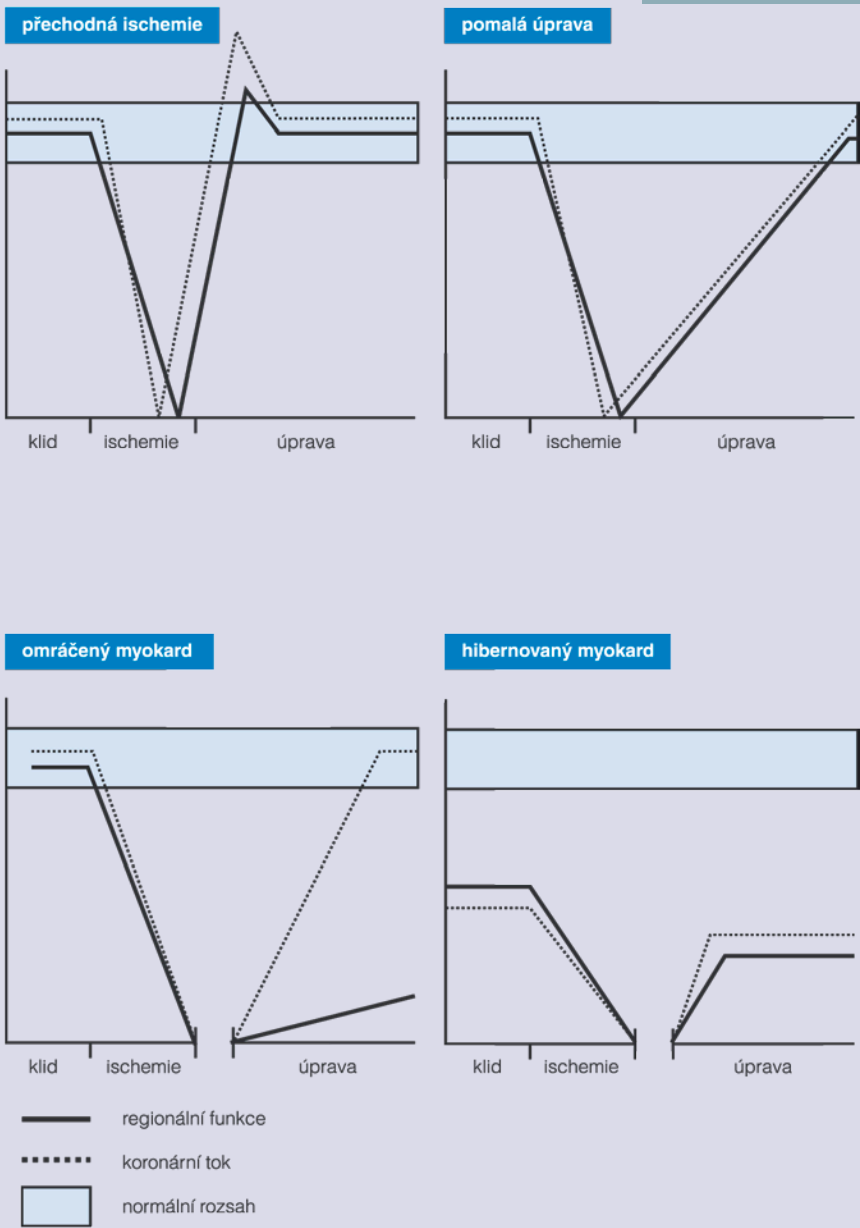 přechodná ischemie
klid ischemie úprava
pomalá úprava
klid ischemie úprava
omráčený myokard
klid ischemie úprava
hibernovaný myokard
klid ischemie úprava
regionální funkce
koronární tok
normální rozsah